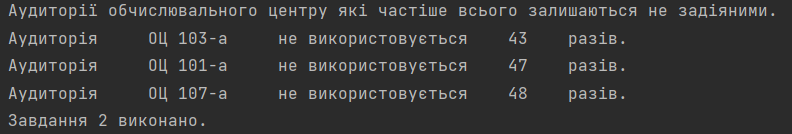 Аудиторії обчислювального центру які частіше всього залишаються не задіяними.
Аудиторія ОЦ 103-а не використовується 43 разів.
Аудиторія ОЦ 101-а не використовується 47 разів.
Аудиторія ОЦ 107-а не використовується 48 разів.
Завдання 2 виконано.